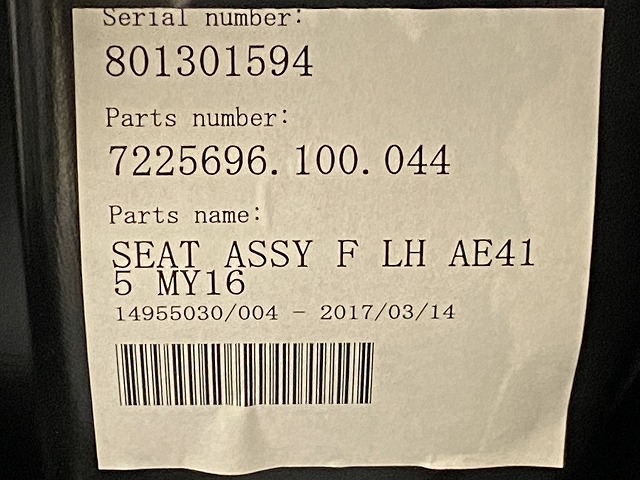 Serial number:
801301594
Parts number:
7225696.100.044
Parts name:
SEAT ASSY F LH AE41
5 MY16
14955030/004 - 2017/03/14